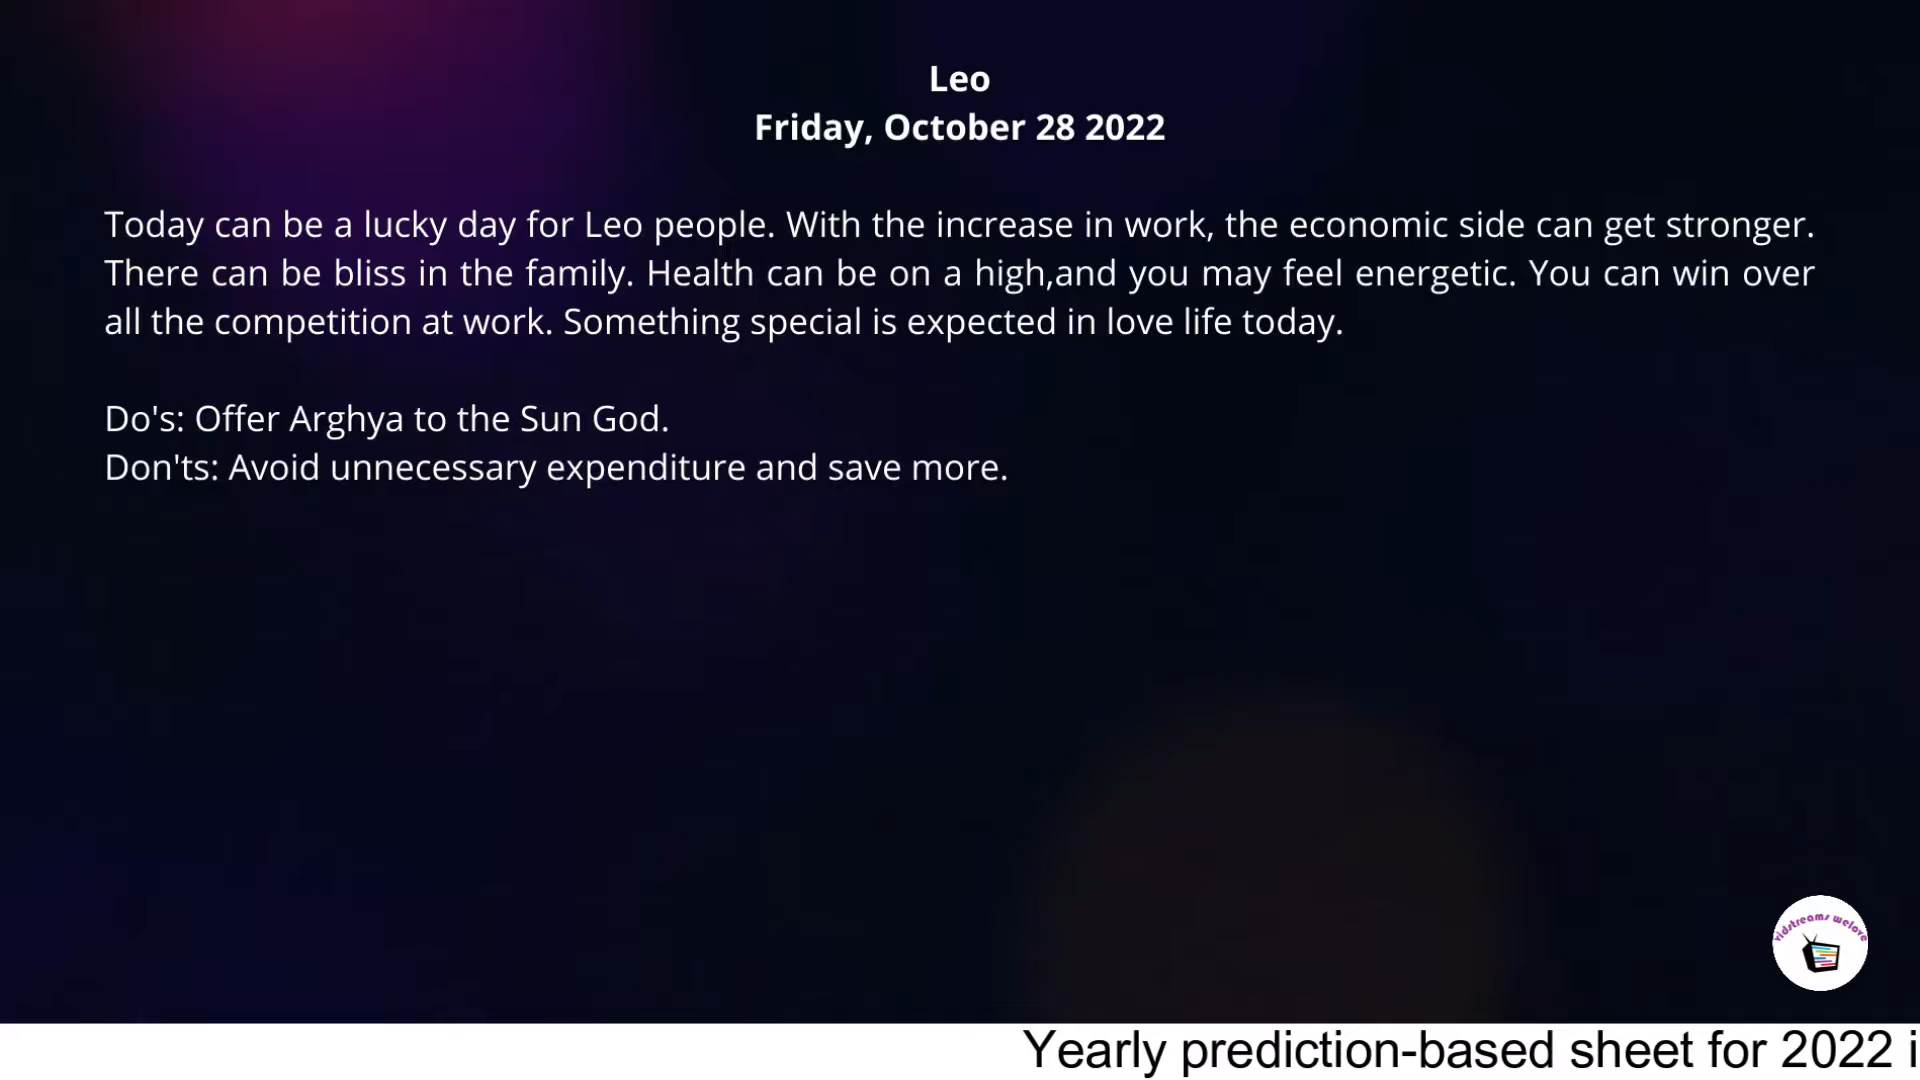 Leo
Friday, October 28 2022
Today can be a lucky day for Leo people. With the increase in work, the economic side can get stronger.
There can be bliss in the family. Health can be on a high,and you may feel energetic. You can win over
all the competition at work. Something special is expected in love life today.
Do's: Offer Arghya to the Sun God.
Don'ts: Avoid unnecessary expenditure and save more.
vidstreams welove
Yearly prediction-based sheet for 2022 i